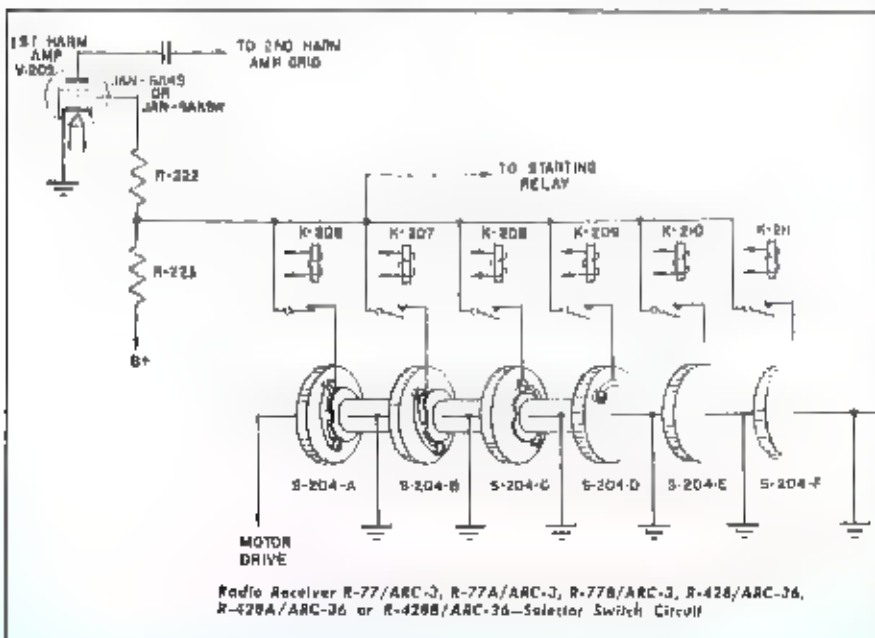 1ST HARM
AMP
V-202
TO 2ND HARM
AMP GRID
JAN-6AK5
OR
JAN-6AK5W
R-222
TO STARTING
RELAY
K-206 K-207 K-208 K-209 K-210 K-211
R-221
B+
S-204-A S-204-B S-204-C S-204-D S-204-E S-204-F
MOTOR
DRIVE
Radio Receiver R-77/ARC-3, R-77A/ARC-3, R-77B/ARC-3, R-428/ARC-36,
R-428A/ARC-36 or R-428B/ARC-36—Selector Switch Circuit